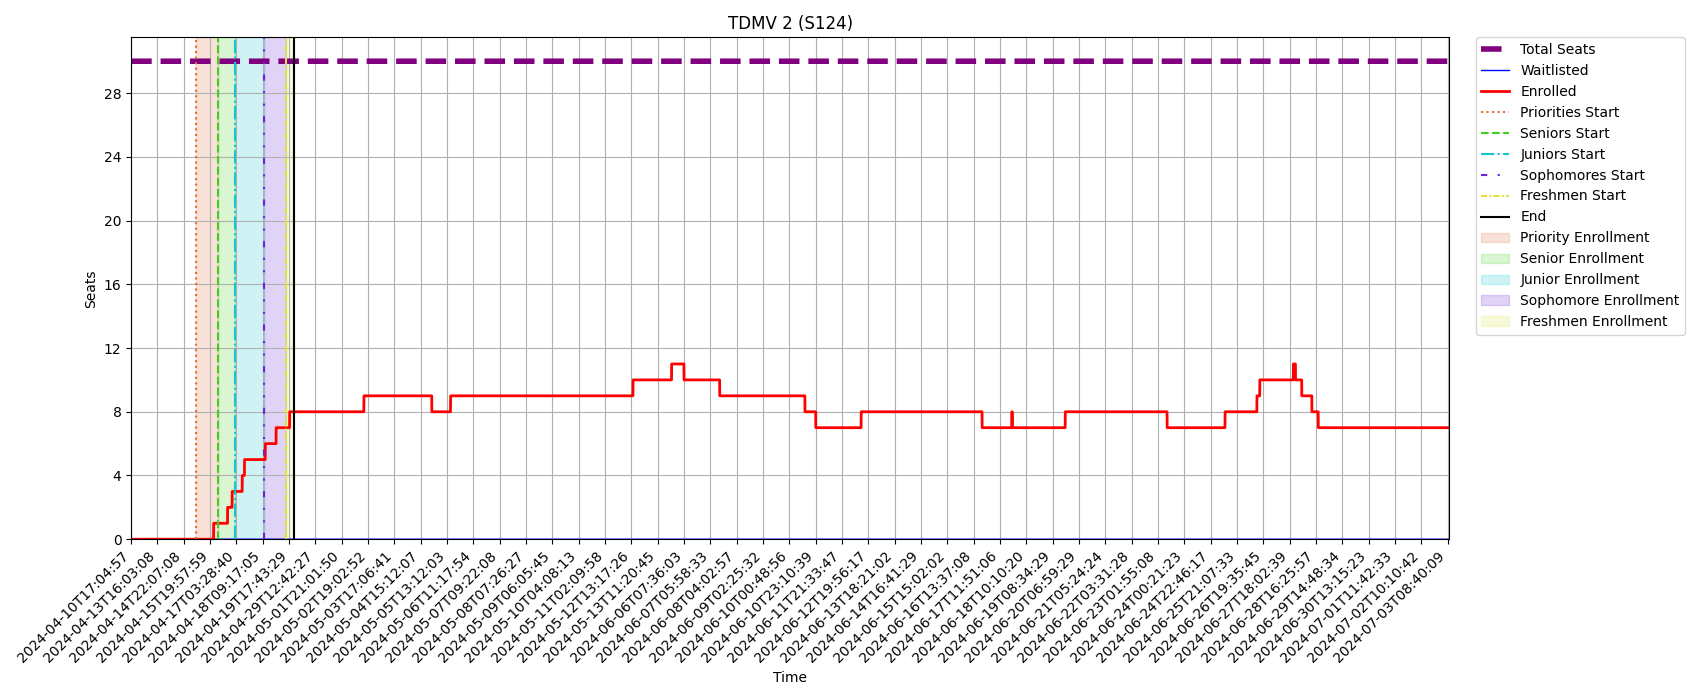 TDMV 2 (S124)
Total Seats
Waitlisted
Enrolled
Priorities Start
Seniors Start
Juniors Start
Sophomores Start
Freshmen Start
End
Priority Enrollment
Senior Enrollment
Junior Enrollment
Sophomore Enrollment
Freshmen Enrollment
28
24
20
16
12
8
4
0
Seats
2024-04-10T17:04:57
2024-04-13T16:03:08
2024-04-14T22:07:08
2024-04-15T19:57:59
2024-04-17T03:28:40
2024-04-18T09:17:05
2024-04-19T17:43:29
2024-04-29T12:42:27
2024-05-01T21:01:50
2024-05-02T19:02:52
2024-05-03T17:06:41
2024-05-04T15:12:07
2024-05-05T13:12:03
2024-05-06T11:17:54
2024-05-07T09:22:08
2024-05-08T07:26:27
2024-05-09T06:05:45
2024-05-10T04:08:13
2024-05-11T02:09:58
2024-05-12T13:17:26
2024-05-13T11:20:45
2024-06-06T07:36:03
2024-06-07T05:58:33
2024-06-08T04:02:57
2024-06-09T02:25:32
2024-06-10T00:48:56
2024-06-10T23:10:39
2024-06-11T21:33:47
2024-06-12T19:56:17
2024-06-13T18:21:02
2024-06-14T16:41:29
2024-06-15T15:02:02
2024-06-16T13:37:08
2024-06-17T11:51:06
2024-06-18T10:10:20
2024-06-19T08:34:29
2024-06-20T06:59:29
2024-06-21T05:24:24
2024-06-22T03:31:28
2024-06-23T01:55:08
2024-06-24T00:21:23
2024-06-24T22:46:17
2024-06-25T21:07:33
2024-06-26T19:35:45
2024-06-27T18:02:39
2024-06-28T16:25:57
2024-06-29T14:48:34
2024-06-30T13:15:23
2024-07-01T11:42:33
2024-07-02T10:10:42
2024-07-03T08:40:09
Time